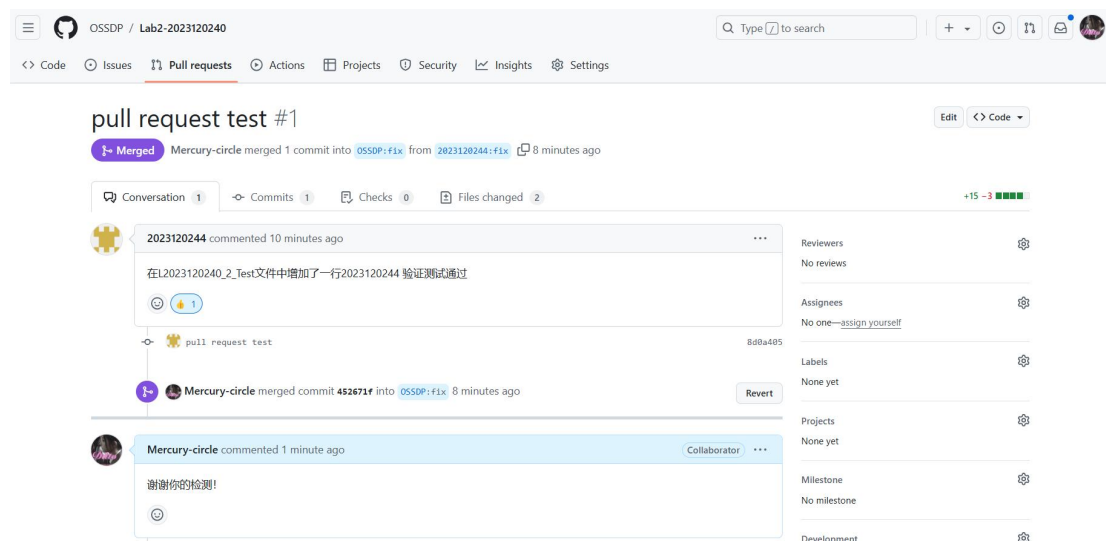 OSSDP / Lab2-2023120240
Type / to search
Code Issues Pull requests Actions Projects Security Insights Settings
pull request test #1
Edit <> Code
Merged Mercury-circle merged 1 commit into OSSDP:fix from 2023120244:fix 8 minutes ago
Conversation 1 Commits 1 Checks 0 Files changed 2
+15 −3
2023120244 commented 10 minutes ago
在L2023120240_2_Test文件中增加了一行2023120244 验证测试通过
👍 1
pull request test 8d0a405
Mercury-circle merged commit 452671f into OSSDP:fix 8 minutes ago
Revert
Mercury-circle commented 1 minute ago Collaborator
谢谢你的检测!
Reviewers
No reviews
Assignees
No one—assign yourself
Labels
None yet
Projects
None yet
Milestone
No milestone
Development